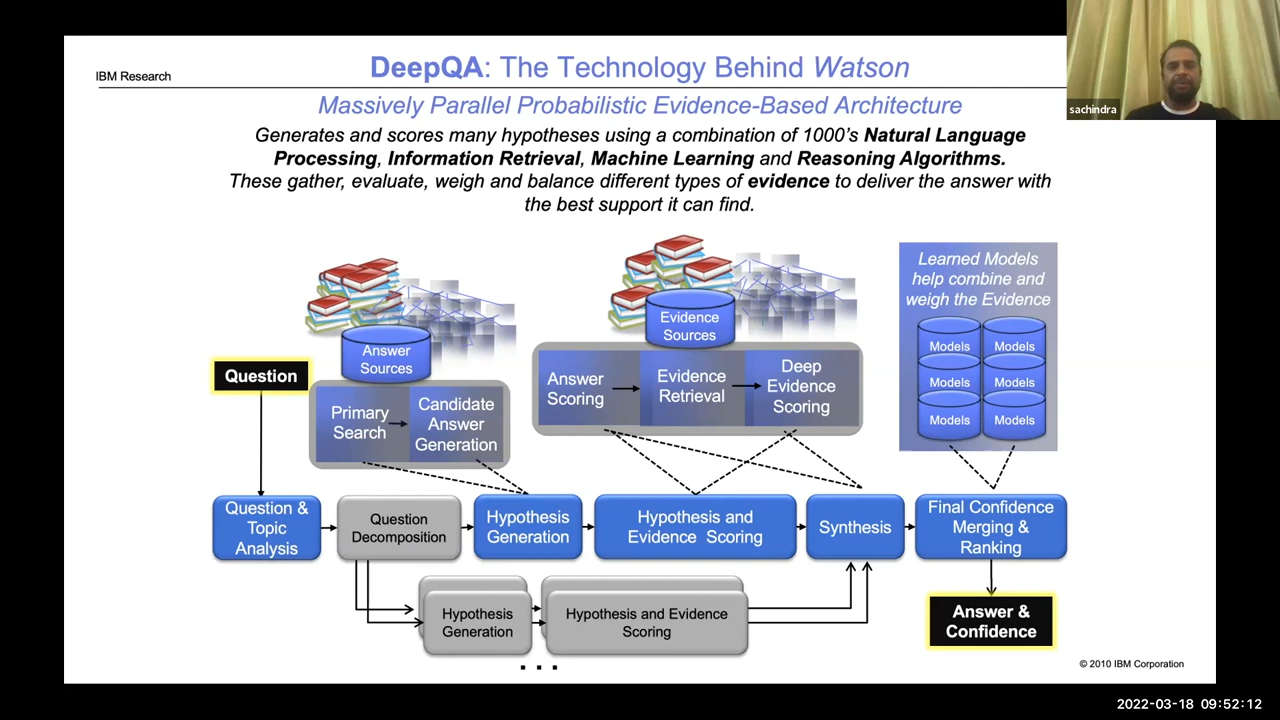 IBM Research
DeepQA: The Technology Behind Watson
sachindra
Massively Parallel Probabilistic Evidence-Based Architecture
Generates and scores many hypotheses using a combination of 1000's Natural Language
Processing, Information Retrieval, Machine Learning and Reasoning Algorithms.
These gather, evaluate, weigh and balance different types of evidence to deliver the answer with
the best support it can find.
Answer
Sources
Evidence
Sources
Learned Models
help combine and
weigh the Evidence
Models
Models
Models
Models
Models
Models
Question
Primary
Search
Candidate
Answer
Generation
Answer
Scoring
Evidence
Retrieval
Deep
Evidence
Scoring
Question &
Topic
Analysis
Question
Decomposition
Hypothesis
Generation
Hypothesis and
Evidence Scoring
Synthesis
Final Confidence
Merging &
Ranking
Hypothesis
Generation
Hypothesis and Evidence
Scoring
. . .
Answer &
Confidence
© 2010 IBM Corporation
2022-03-18 09:52:12